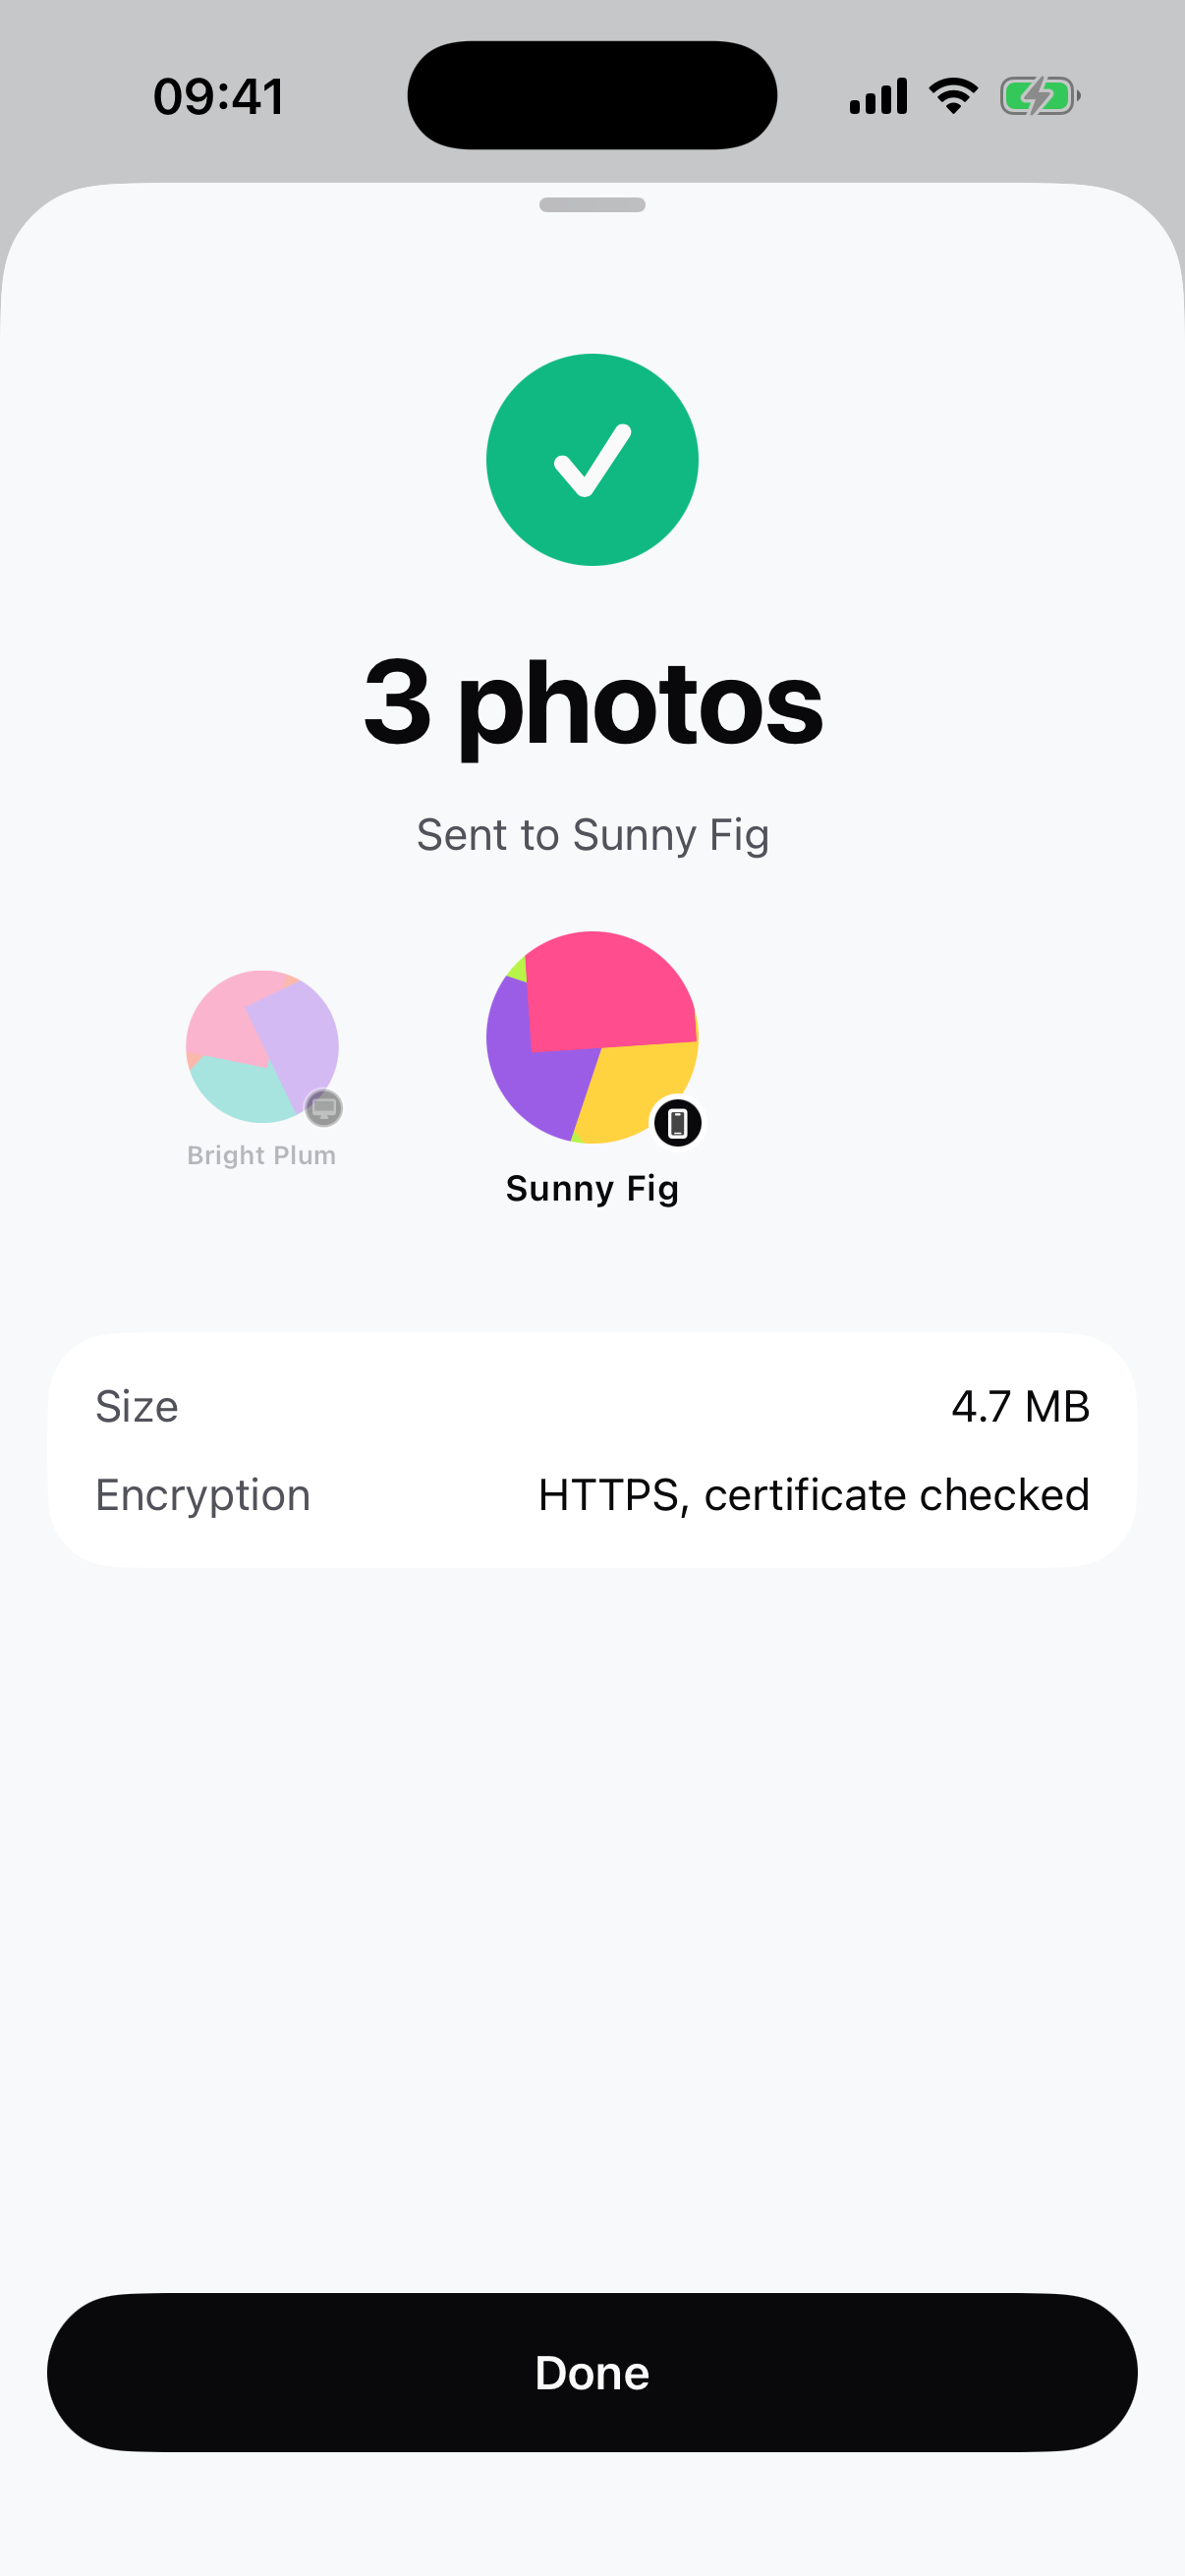 09:41
3 photos
Sent to Sunny Fig
Bright Plum
Sunny Fig
Size 4.7 MB
Encryption HTTPS, certificate checked
Done